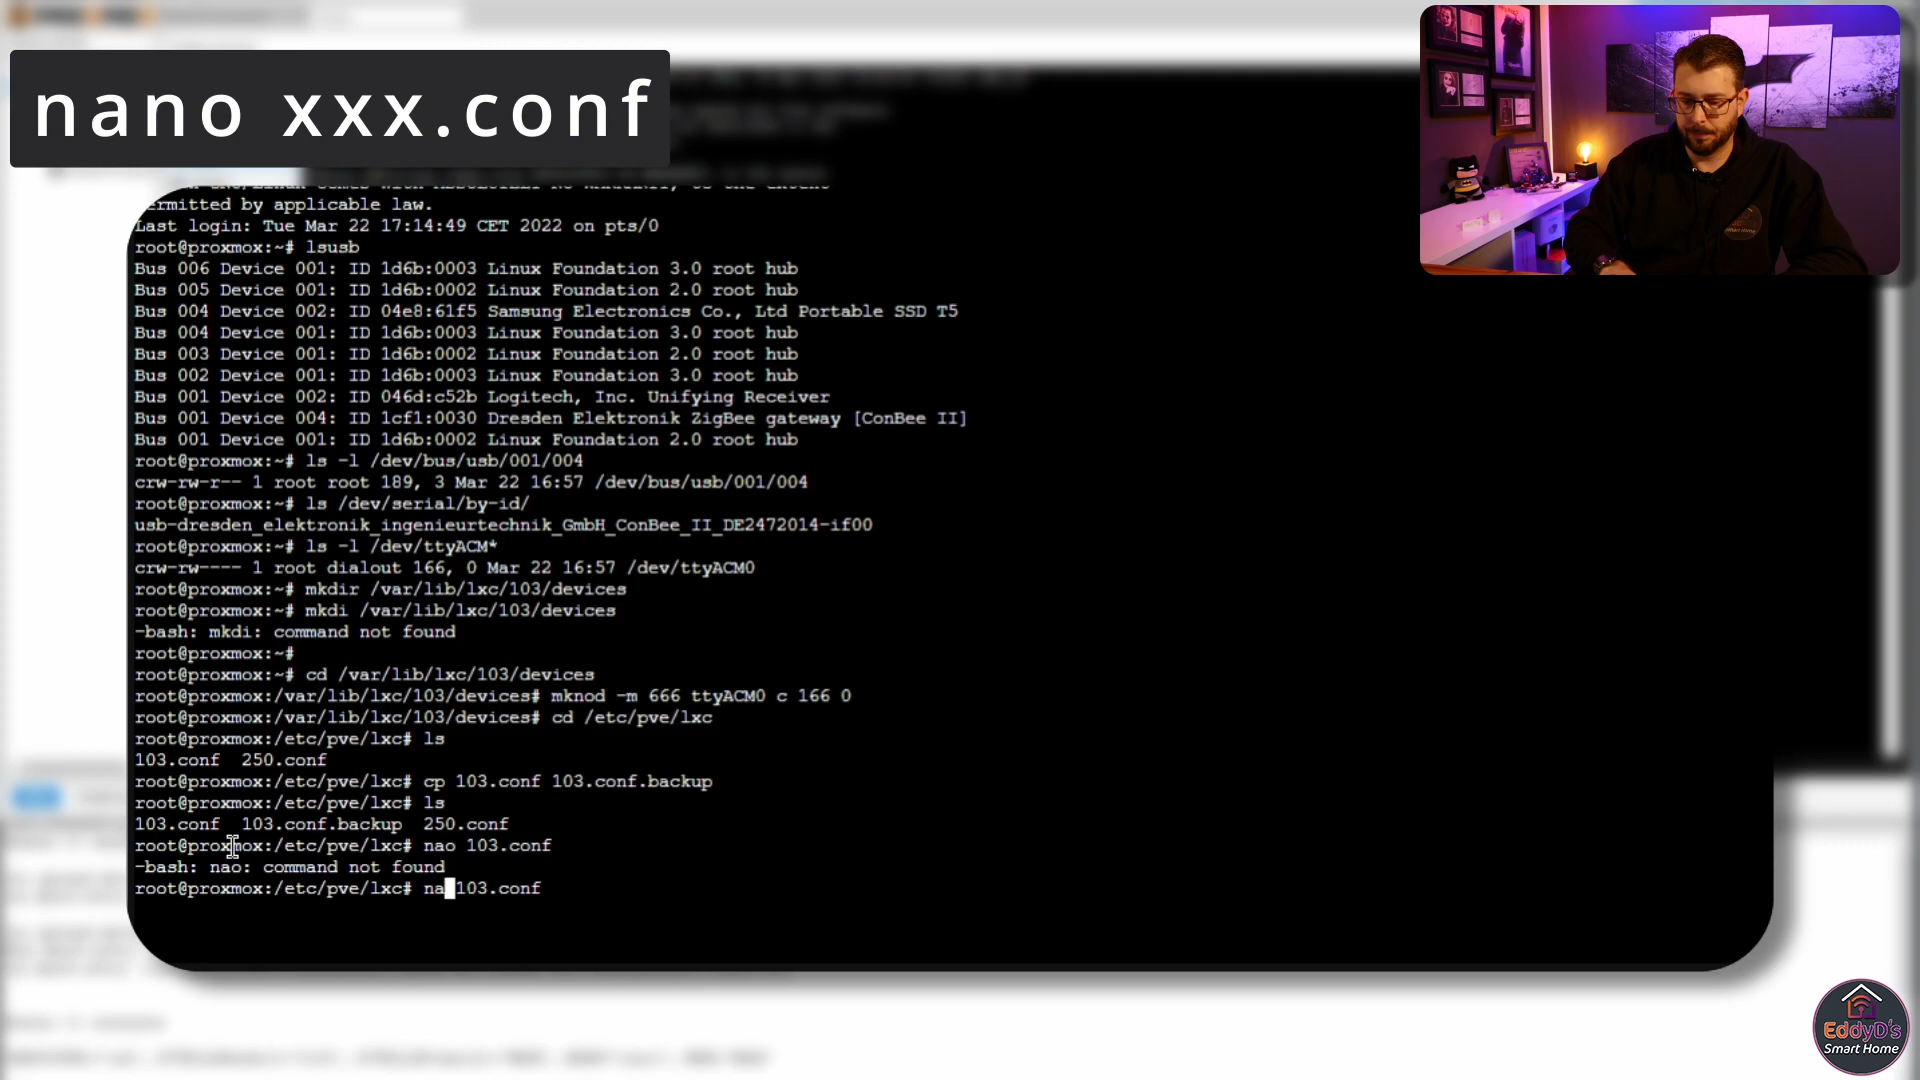 nano xxx.conf
ermitted by applicable law.
Last login: Tue Mar 22 17:14:49 CET 2022 on pts/0
root@proxmox:~# lsusb
Bus 006 Device 001: ID 1d6b:0003 Linux Foundation 3.0 root hub
Bus 005 Device 001: ID 1d6b:0002 Linux Foundation 2.0 root hub
Bus 004 Device 002: ID 04e8:61f5 Samsung Electronics Co., Ltd Portable SSD T5
Bus 004 Device 001: ID 1d6b:0003 Linux Foundation 3.0 root hub
Bus 003 Device 001: ID 1d6b:0002 Linux Foundation 2.0 root hub
Bus 002 Device 001: ID 1d6b:0003 Linux Foundation 3.0 root hub
Bus 001 Device 002: ID 046d:c52b Logitech, Inc. Unifying Receiver
Bus 001 Device 004: ID 1cf1:0030 Dresden Elektronik ZigBee gateway [ConBee II]
Bus 001 Device 001: ID 1d6b:0002 Linux Foundation 2.0 root hub
root@proxmox:~# ls -l /dev/bus/usb/001/004
crw-rw-r-- 1 root root 189, 3 Mar 22 16:57 /dev/bus/usb/001/004
root@proxmox:~# ls /dev/serial/by-id/
usb-dresden_elektronik_ingenieurtechnik_GmbH_ConBee_II_DE2472014-if00
root@proxmox:~# ls -l /dev/ttyACM*
crw-rw---- 1 root dialout 166, 0 Mar 22 16:57 /dev/ttyACM0
root@proxmox:~# mkdir /var/lib/lxc/103/devices
root@proxmox:~# mkdi /var/lib/lxc/103/devices
-bash: mkdi: command not found
root@proxmox:~#
root@proxmox:~# cd /var/lib/lxc/103/devices
root@proxmox:/var/lib/lxc/103/devices# mknod -m 666 ttyACM0 c 166 0
root@proxmox:/var/lib/lxc/103/devices# cd /etc/pve/lxc
root@proxmox:/etc/pve/lxc# ls
103.conf  250.conf
root@proxmox:/etc/pve/lxc# cp 103.conf 103.conf.backup
root@proxmox:/etc/pve/lxc# ls
103.conf  103.conf.backup  250.conf
root@proxmox:/etc/pve/lxc# nao 103.conf
-bash: nao: command not found
root@proxmox:/etc/pve/lxc# na 103.conf
EddyD's
Smart Home